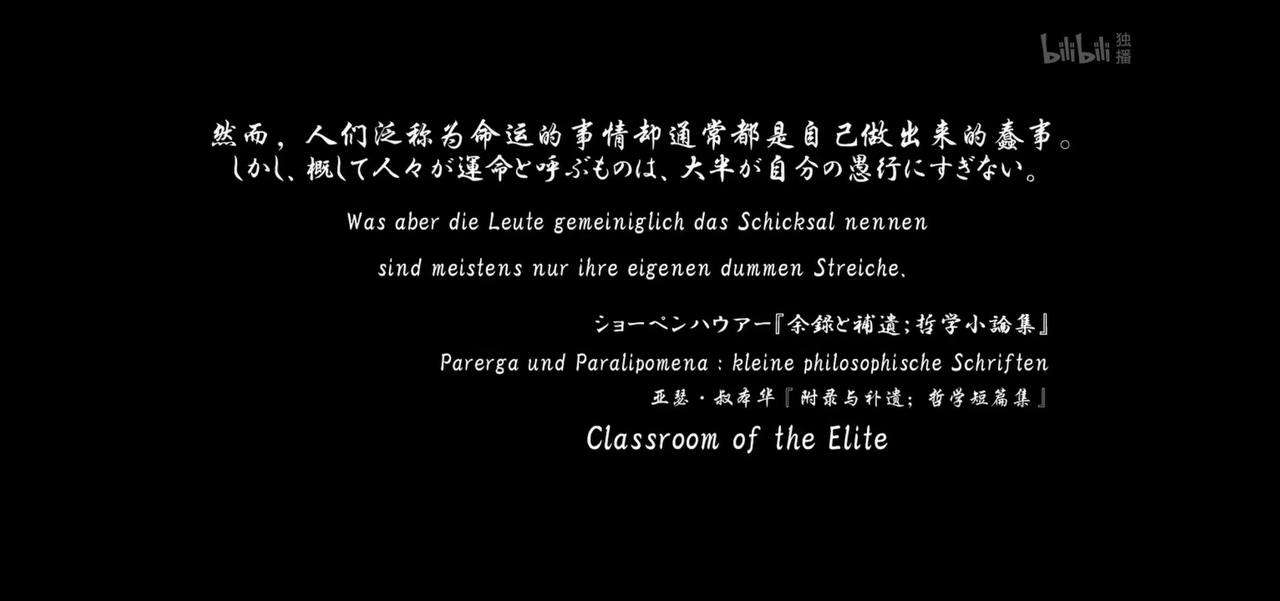 bilibili 独播
然而，人们泛称为命运的事情却通常都是自己做出来的蠢事。
しかし、概して人々が運命と呼ぶものは、大半が自分の愚行にすぎない。
Was aber die Leute gemeiniglich das Schicksal nennen
sind meistens nur ihre eigenen dummen Streiche.
ショーペンハウアー『余録と補遺;哲学小論集』
Parerga und Paralipomena : kleine philosophische Schriften
亚瑟・叔本华『附录与补遗；哲学短篇集』
Classroom of the Elite